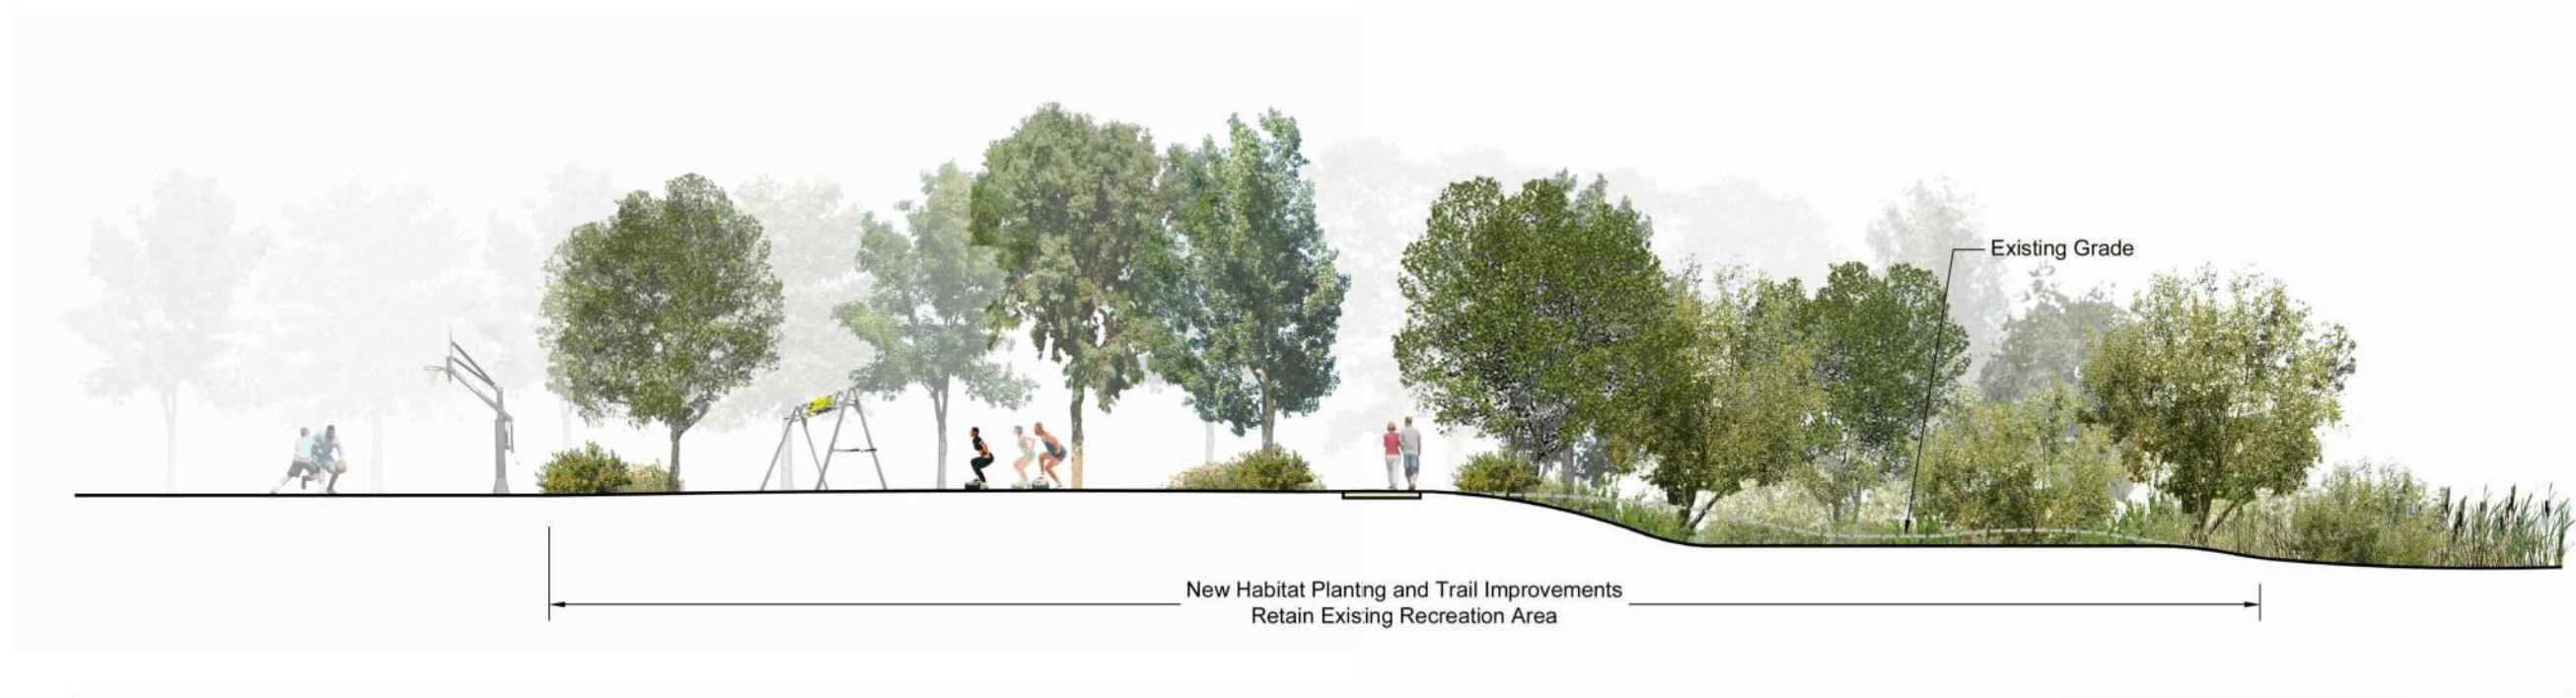 Existing Grade
New Habitat Planting and Trail Improvements
Retain Existing Recreation Area